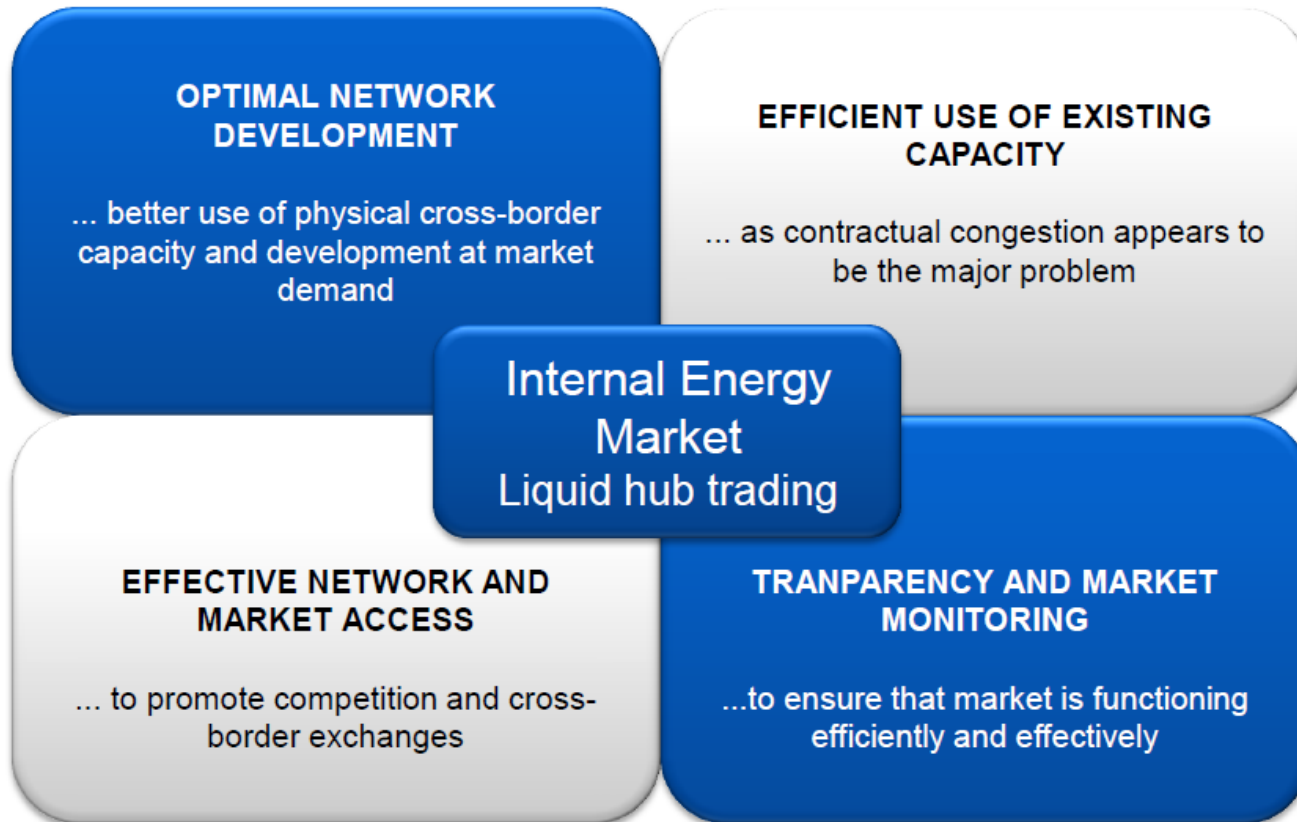 OPTIMAL NETWORK
DEVELOPMENT
... better use of physical cross-border
capacity and development at market
demand
EFFICIENT USE OF EXISTING
CAPACITY
... as contractual congestion appears to
be the major problem
Internal Energy
Market
Liquid hub trading
EFFECTIVE NETWORK AND
MARKET ACCESS
... to promote competition and cross-
border exchanges
TRANPARENCY AND MARKET
MONITORING
...to ensure that market is functioning
efficiently and effectively